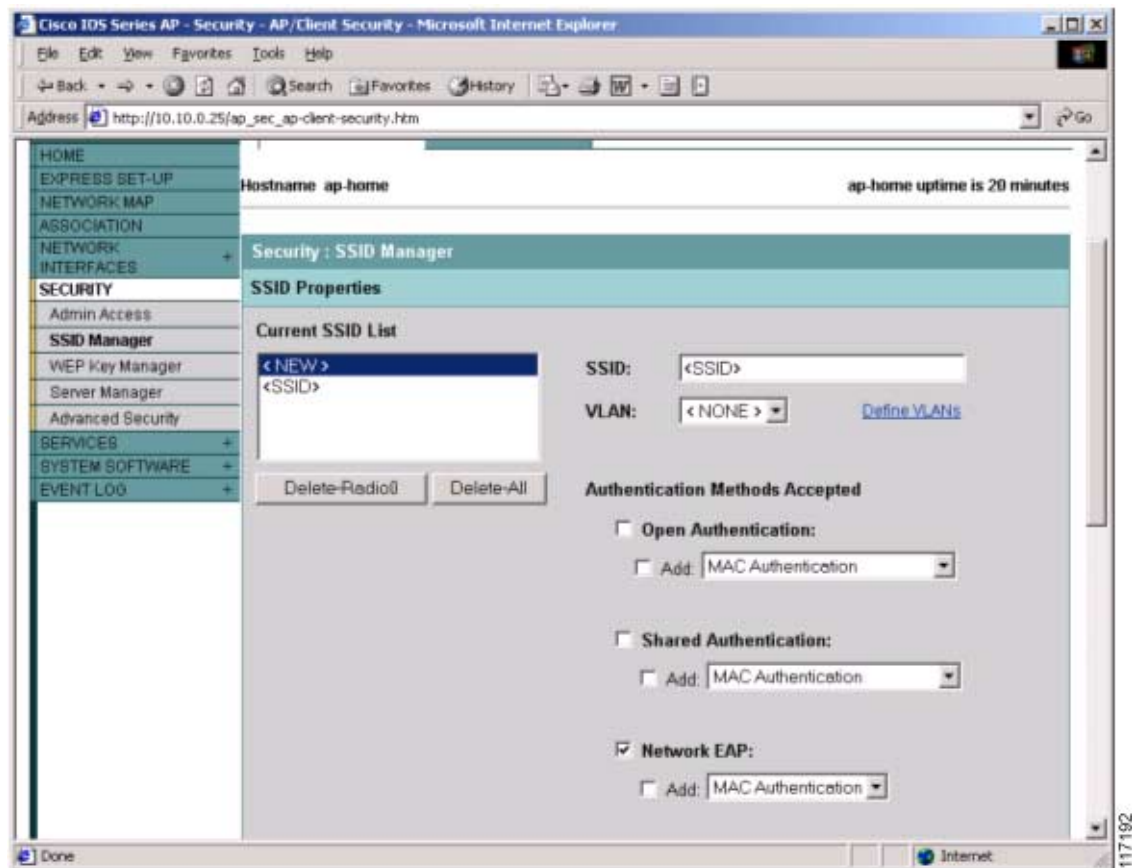 Cisco IOS Series AP - Security - AP/Client Security - Microsoft Internet Explorer
File Edit View Favorites Tools Help
Back Search Favorites History
Address http://10.10.0.25/ap_sec_ap-client-security.htm Go
HOME
EXPRESS SET-UP
NETWORK MAP
ASSOCIATION
NETWORK INTERFACES +
SECURITY
Admin Access
SSID Manager
WEP Key Manager
Server Manager
Advanced Security
SERVICES +
SYSTEM SOFTWARE +
EVENT LOG +
Hostname ap-home
ap-home uptime is 20 minutes
Security : SSID Manager
SSID Properties
Current SSID List
< NEW >
<SSID>
Delete-Radio0 Delete-All
SSID: <SSID>
VLAN: < NONE > Define VLANs
Authentication Methods Accepted
Open Authentication:
Add: MAC Authentication
Shared Authentication:
Add: MAC Authentication
Network EAP:
Add: MAC Authentication
Done
Internet
117192